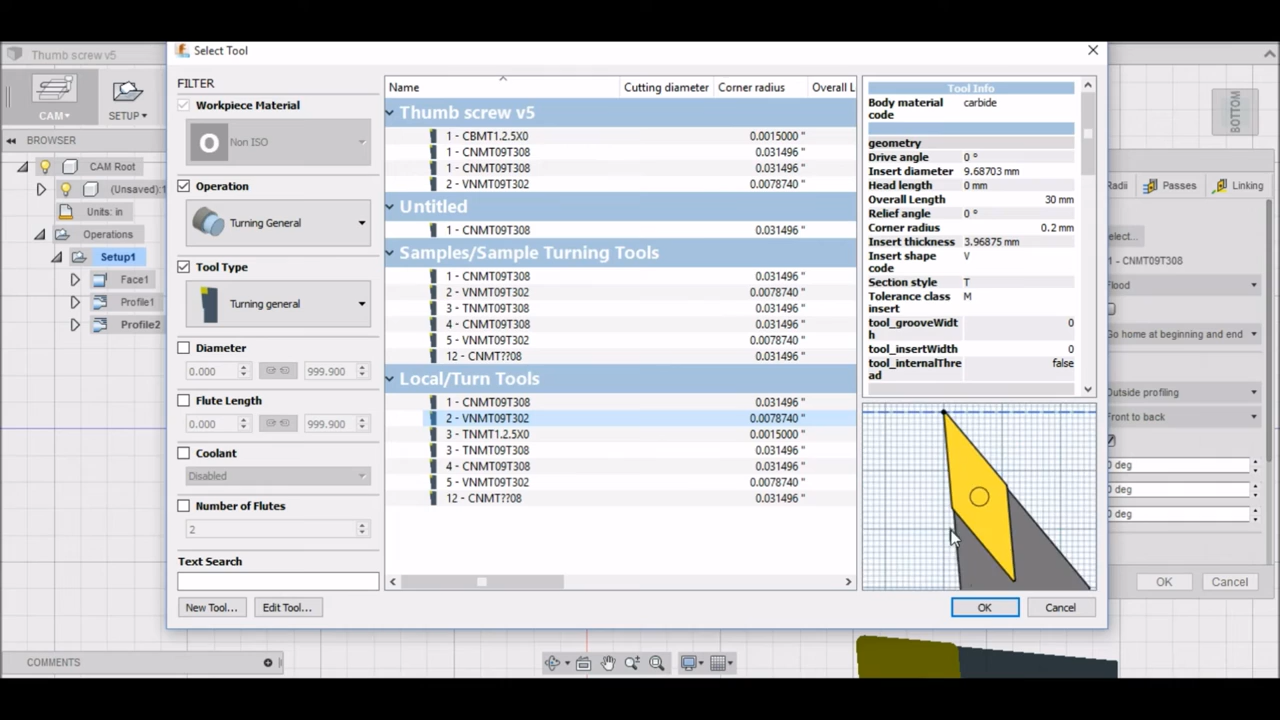 Select Tool
Thumb screw v5
CAM
SETUP
BROWSER
CAM Root
(Unsaved):1
Units: in
Operations
Setup1
Face1
Profile1
Profile2
FILTER
Workpiece Material
Non ISO
Operation
Turning General
Tool Type
Turning general
Diameter
0.000 999.900
Flute Length
0.000 999.900
Coolant
Disabled
Number of Flutes
2
Text Search
New Tool... Edit Tool...
Name Cutting diameter Corner radius Overall L
Thumb screw v5
1 - CBMT1.2.5X0 0.0015000 "
1 - CNMT09T308 0.031496 "
1 - CNMT09T308 0.031496 "
2 - VNMT09T302 0.0078740 "
Untitled
1 - CNMT09T308 0.031496 "
Samples/Sample Turning Tools
1 - CNMT09T308 0.031496 "
2 - VNMT09T302 0.0078740 "
3 - TNMT09T308 0.031496 "
4 - CNMT09T308 0.031496 "
5 - VNMT09T302 0.0078740 "
12 - CNMT??08 0.031496 "
Local/Turn Tools
1 - CNMT09T308 0.031496 "
2 - VNMT09T302 0.0078740 "
3 - TNMT1.2.5X0 0.0015000 "
3 - TNMT09T308 0.031496 "
4 - CNMT09T308 0.031496 "
5 - VNMT09T302 0.0078740 "
12 - CNMT??08 0.031496 "
Tool Info
Body material carbide
code
geometry
Drive angle 0 °
Insert diameter 9.68703 mm
Head length 0 mm
Overall Length 30 mm
Relief angle 0 °
Corner radius 0.2 mm
Insert thickness 3.96875 mm
Insert shape V
code
Section style T
Tolerance class M
insert
tool_grooveWidt 0
h
tool_insertWidth 0
tool_internalThre false
ad
OK Cancel
BOTTOM
Radii Passes Linking
1 - CNMT09T308
Flood
Go home at beginning and end
Outside profiling
Front to back
0 deg
0 deg
0 deg
OK Cancel
COMMENTS